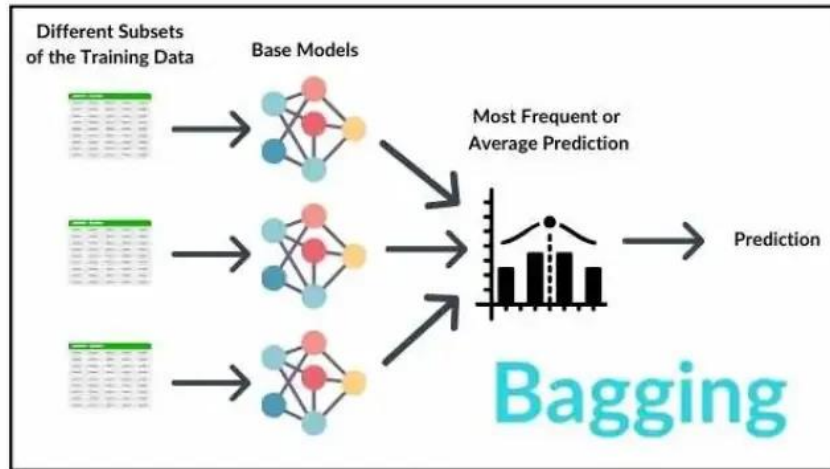 Different Subsets
of the Training Data
Base Models
Most Frequent or
Average Prediction
Prediction
Bagging